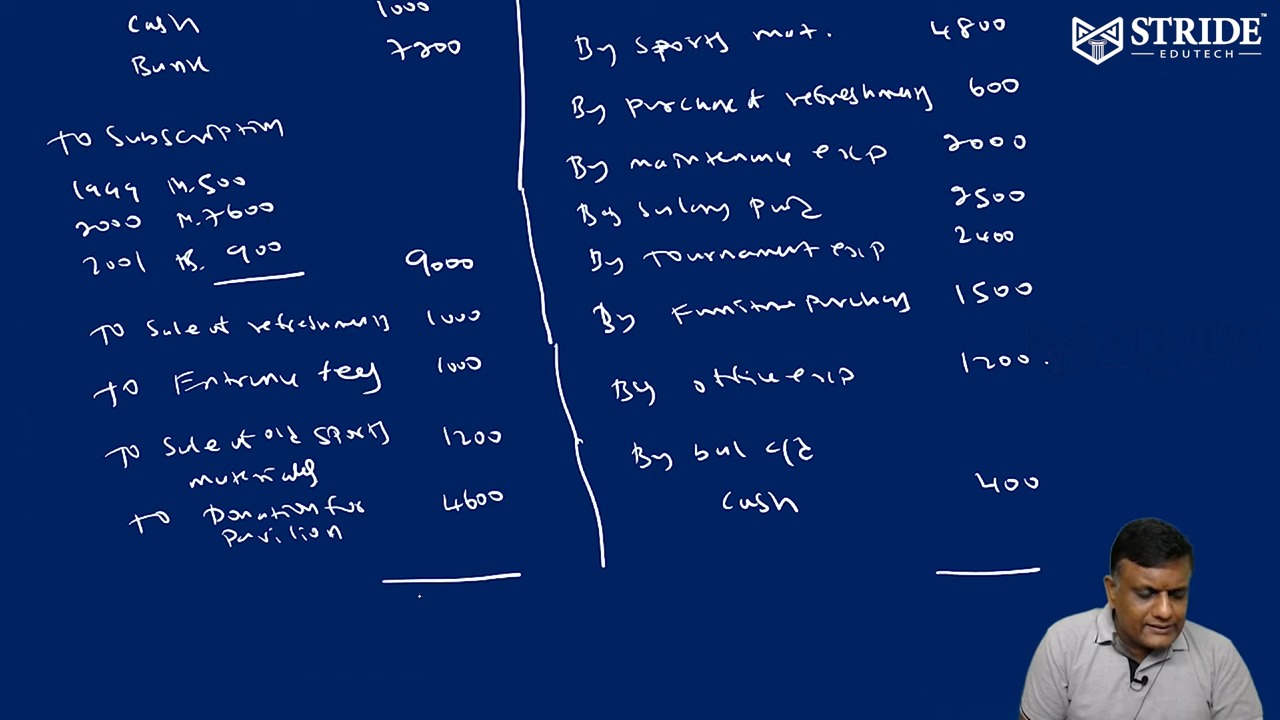 Cash 1000
Bank 7200
To Subscription
1999 Rs. 500
2000 Rs. 7600
2001 Rs. 900 9000
To Sale of refreshments 1000
To Entrance fees 1000
To Sale of old sports 1200
materials
To Donation for 4600
Pavilion
By Sports mat. 4800
By purchase of refreshments 600
By maintenance exp 2000
By salary paid 2500
By Tournament exp 2400
By Furniture purchased 1500
By office exp 1200.
By bal c/d
Cash 400
STRIDE™
EDUTECH
STRIDE